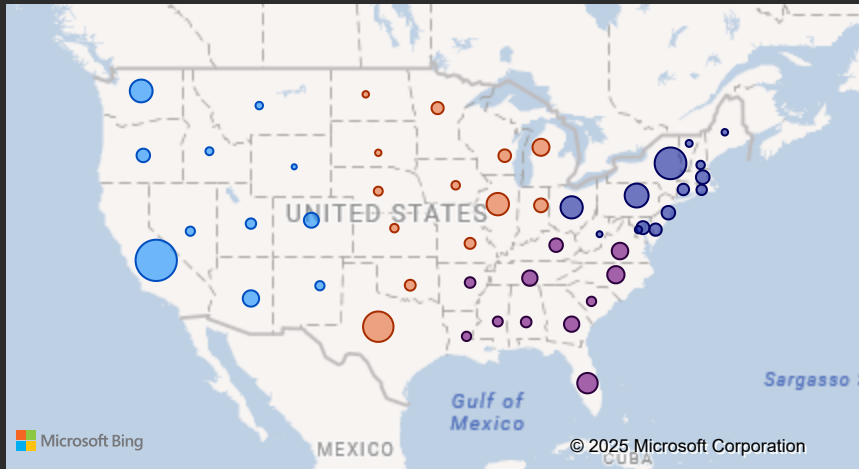 UNITED STATES
Sargasso
Gulf of
Mexico
Microsoft Bing
© 2025 Microsoft Corporation
MEXICO
CUBA